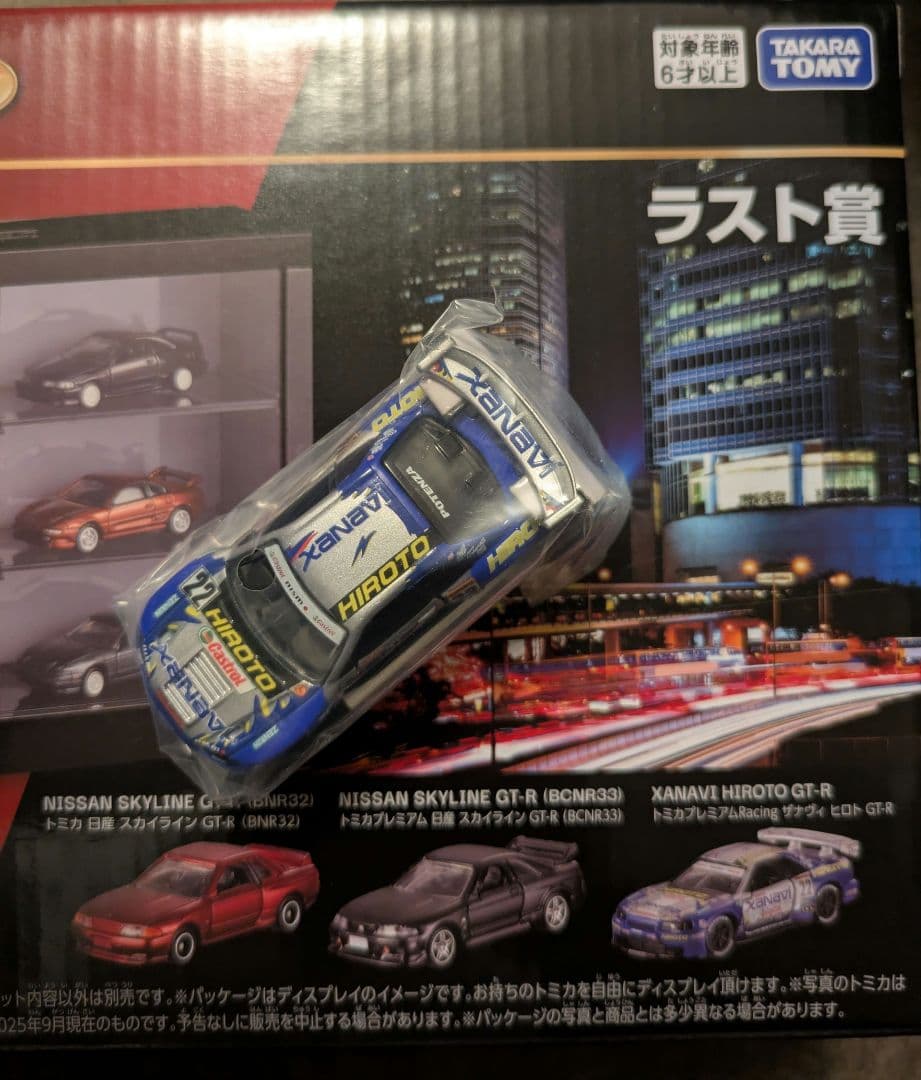 対象年齢
6才以上
TAKARA
TOMY
ラスト賞
XANAVI
POTENZA
XANAVI
HIROTO
nismo
Castrol
22
HIROTO
Castrol
XANAVI
ZENRIN
NISSAN SKYLINE GT-R (BNR32)
トミカ 日産 スカイライン GT-R (BNR32)
NISSAN SKYLINE GT-R (BCNR33)
トミカプレミアム 日産 スカイライン GT-R (BCNR33)
XANAVI HIROTO GT-R
トミカプレミアムRacing ザナヴィ ヒロト GT-R
XANAVI
22
ット内容以外は別売です。※パッケージはディスプレイのイメージです。お持ちのトミカを自由にディスプレイ頂けます。※写真のトミカは
025年9月現在のものです。予告なしに販売を中止する場合があります。※パッケージの写真と商品とは多少異なる場合があります。